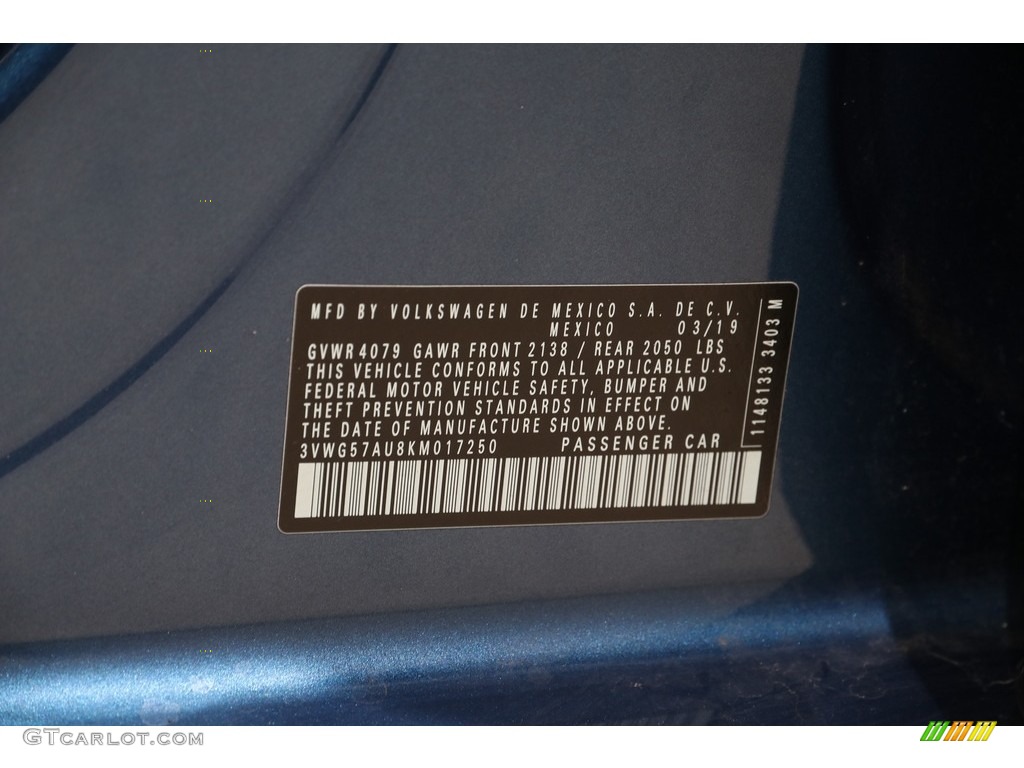 MFD BY VOLKSWAGEN DE MEXICO S.A. DE C.V.
MEXICO 03/19
GVWR 4079 GAWR FRONT 2138 / REAR 2050 LBS
THIS VEHICLE CONFORMS TO ALL APPLICABLE U.S.
FEDERAL MOTOR VEHICLE SAFETY, BUMPER AND
THEFT PREVENTION STANDARDS IN EFFECT ON
THE DATE OF MANUFACTURE SHOWN ABOVE.
3VWG57AU8KM017250 PASSENGER CAR
1148133 3403 M
GTCarlot.com